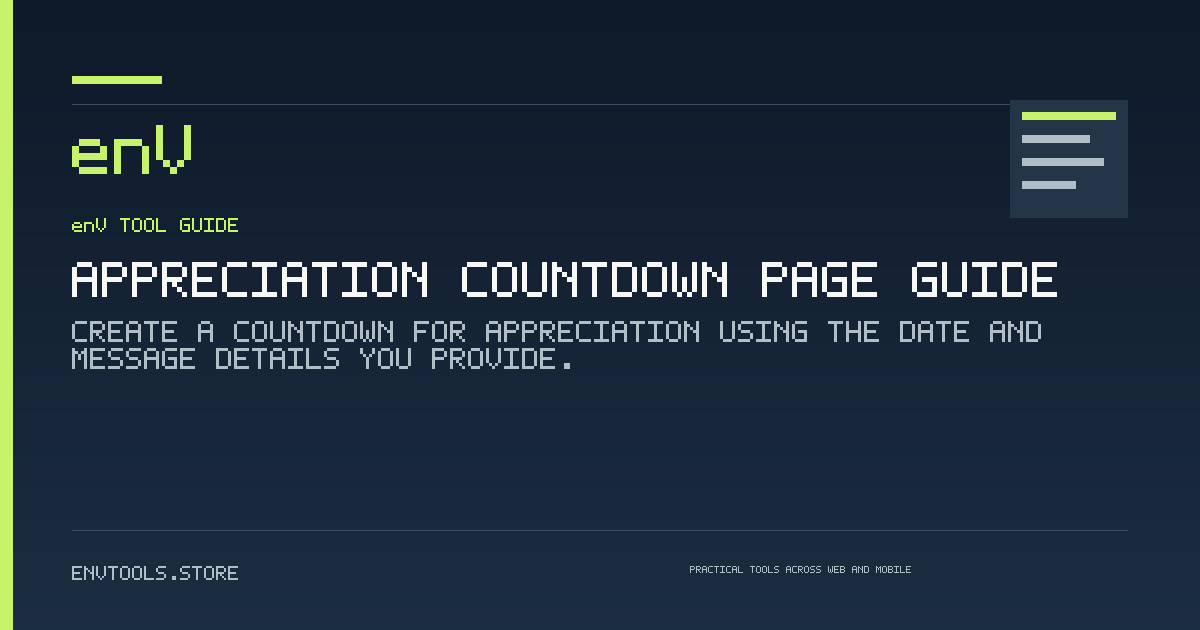 enV
enV TOOL GUIDE
APPRECIATION COUNTDOWN PAGE GUIDE
CREATE A COUNTDOWN FOR APPRECIATION USING THE DATE AND
MESSAGE DETAILS YOU PROVIDE.
ENVTOOLS.STORE
PRACTICAL TOOLS ACROSS WEB AND MOBILE